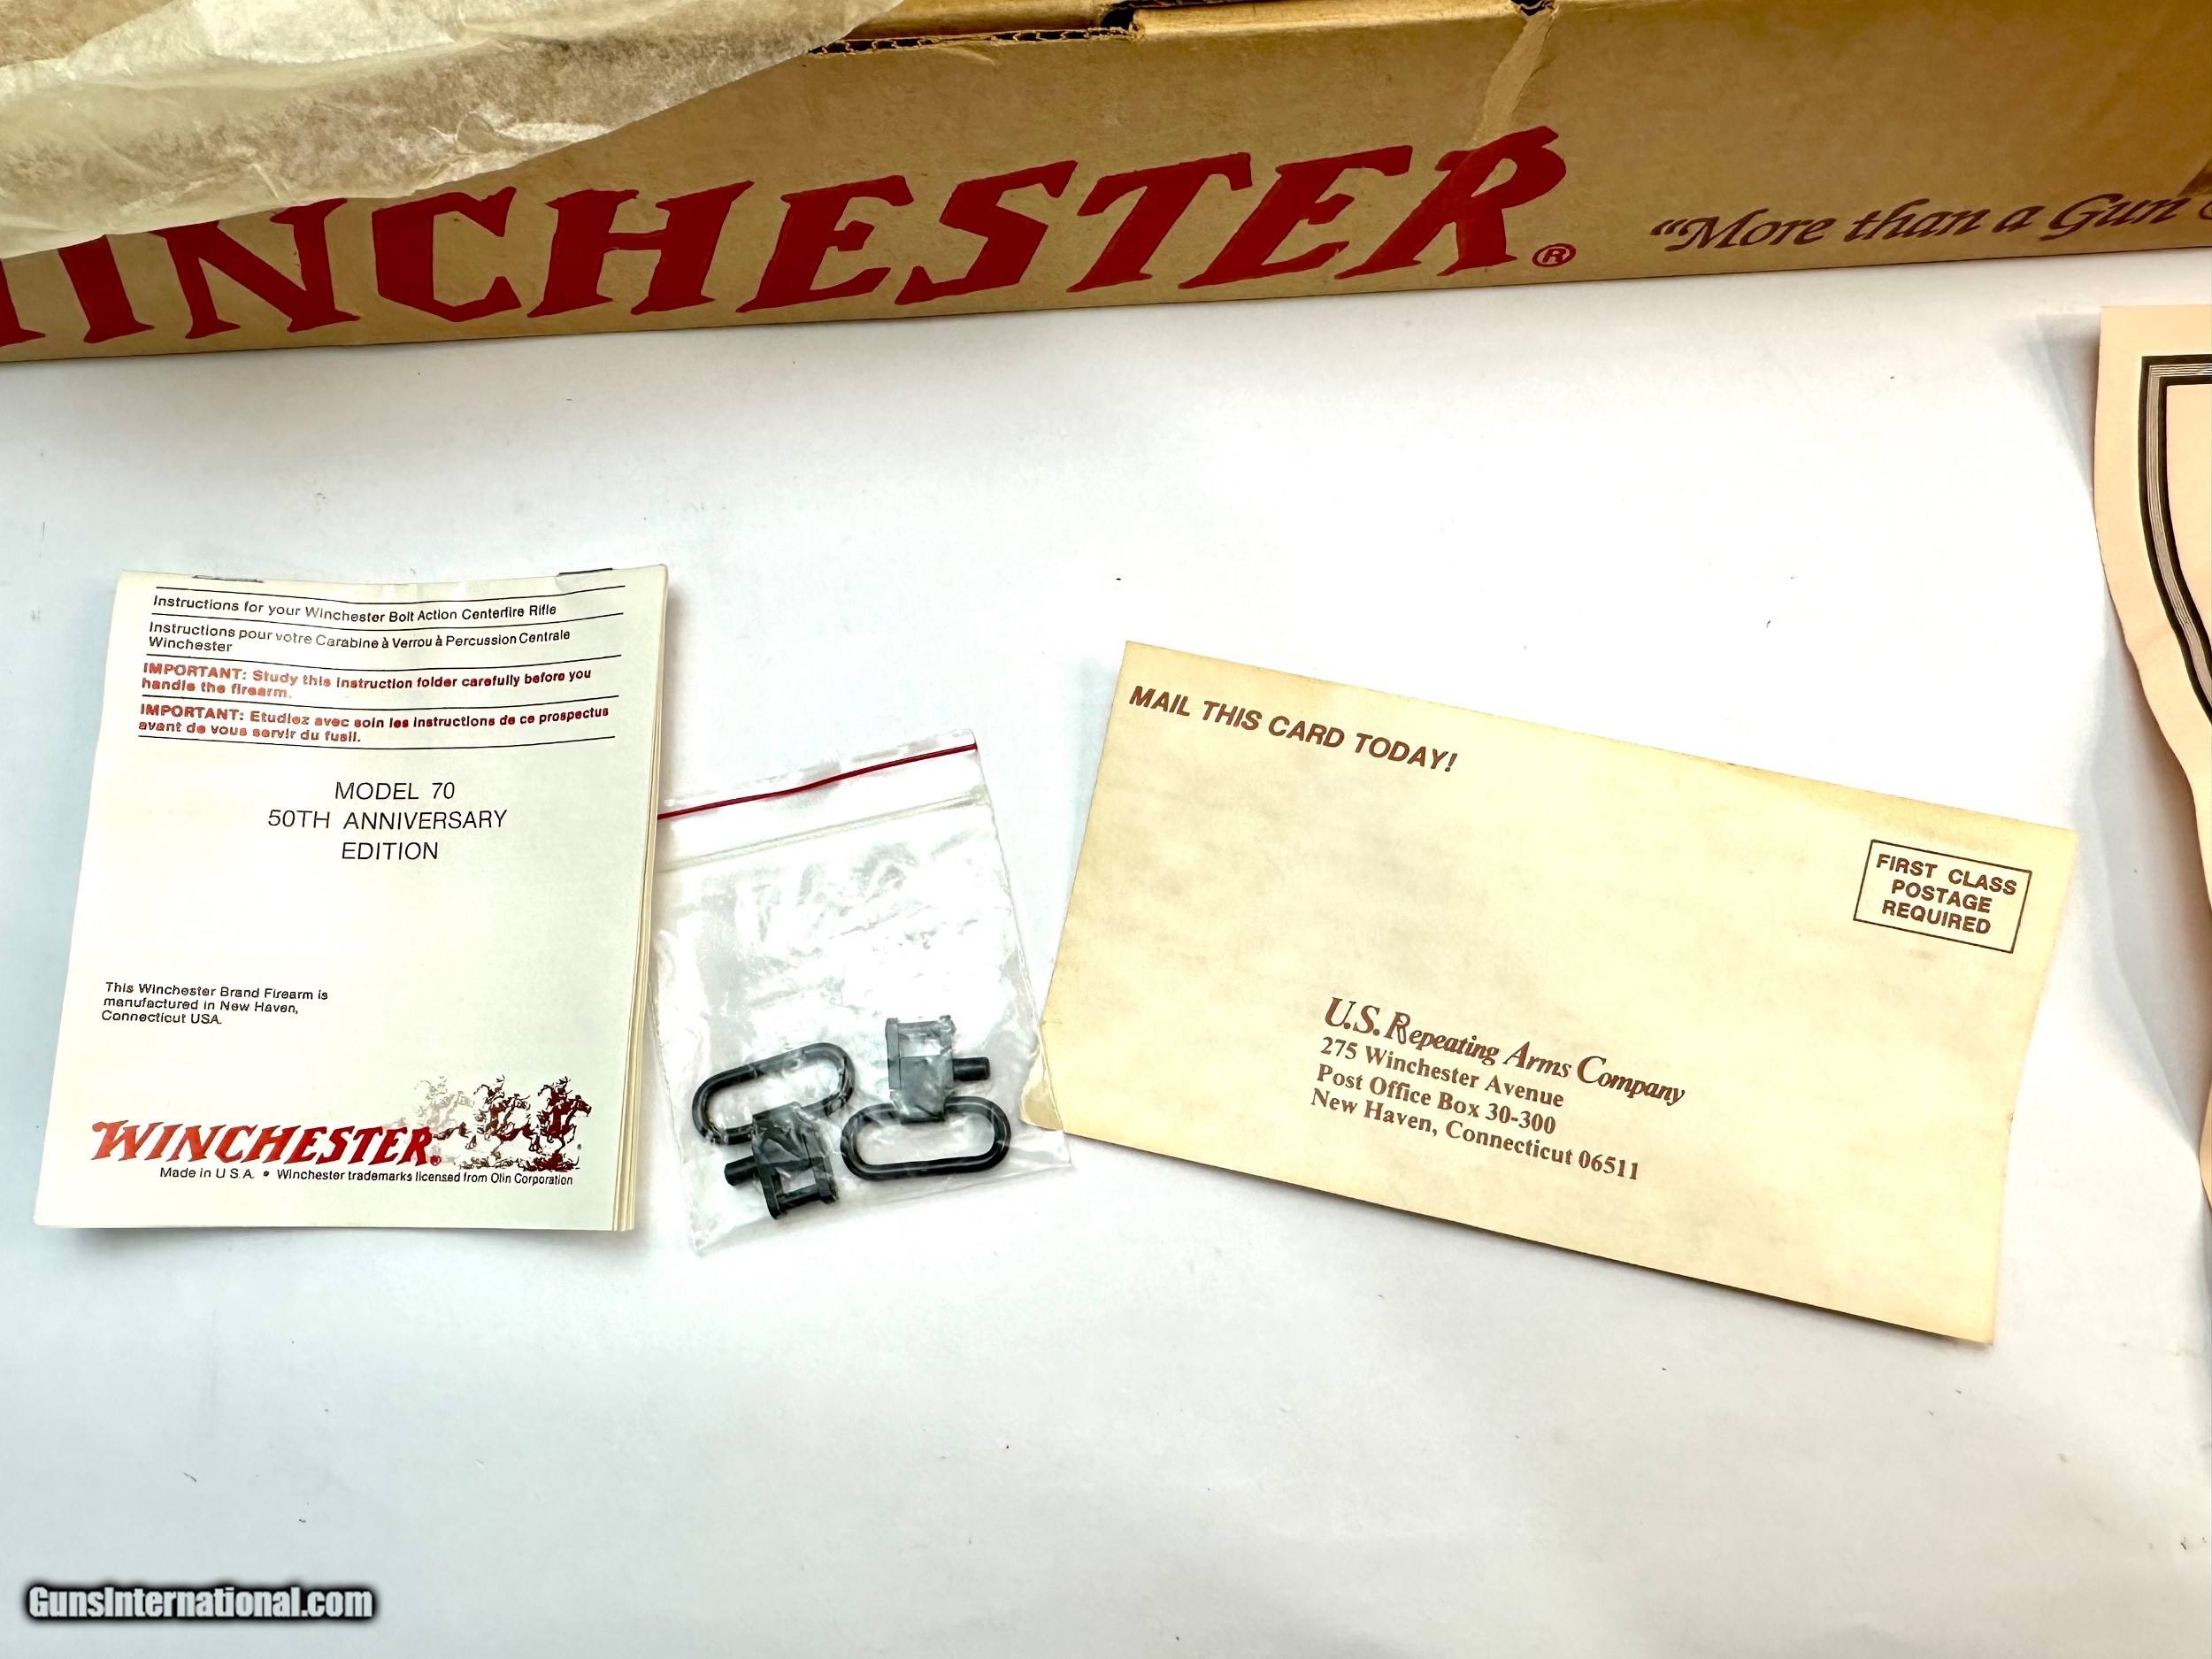 INCHESTER®
"More than a Gun
Instructions for your Winchester Bolt Action Centerfire Rifle
Instructions pour votre Carabine à Verrou à Percussion Centrale
Winchester
IMPORTANT: Study this instruction folder carefully before you
handle the firearm.
IMPORTANT: Etudiez avec soin les instructions de ce prospectus
avant de vous servir du fusil.
MODEL 70
50TH ANNIVERSARY
EDITION
This Winchester Brand Firearm is
manufactured in New Haven,
Connecticut USA.
WINCHESTER®
Made in U.S.A. • Winchester trademarks licensed from Olin Corporation
MAIL THIS CARD TODAY!
FIRST CLASS
POSTAGE
REQUIRED
U.S. Repeating Arms Company
275 Winchester Avenue
Post Office Box 30-300
New Haven, Connecticut 06511
GunsInternational.com